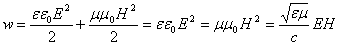 w = εε₀E²/2 + μμ₀H²/2 = εε₀E² = μμ₀H² = √(εμ)/c EH